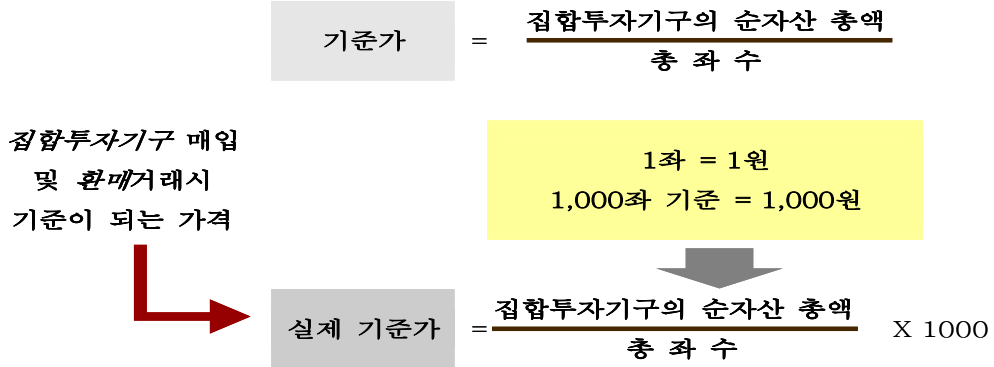 기준가 = 집합투자기구의 순자산 총액
총 좌 수
집합투자기구 매입
및 환매거래시
기준이 되는 가격
1좌 = 1원
1,000좌 기준 = 1,000원
실제 기준가 = 집합투자기구의 순자산 총액 X 1000
총 좌 수